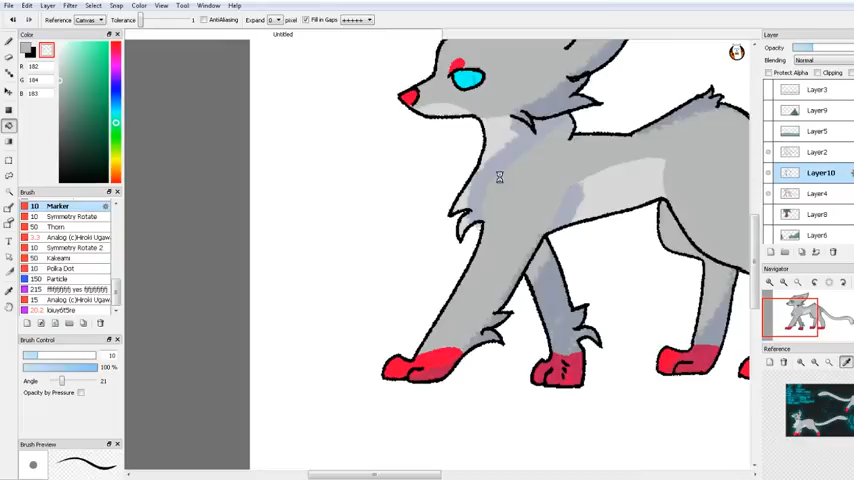 File Edit Layer Filter Select Snap Color View Tool Window Help
Reference Canvas Tolerance 1 AntiAliasing Expand 0 pixel Fill in Gaps +++++
Untitled
Color
R 182
G 184
B 183
Brush
10 Marker
10 Symmetry Rotate
50 Thorn
3.3 Analog (c)Hiroki Ugaw
10 Symmetry Rotate 2
50 Kakeami
10 Polka Dot
150 Particle
15 Analog (c)Hiroki Ugaw
Brush Control
10
100 %
Angle 21
Opacity by Pressure
Brush Preview
Layer
Opacity
Blending Normal
Protect Alpha Clipping
Layer3
Layer9
Layer5
Layer2
Layer10
Layer4
Layer8
Layer6
Navigator
Reference